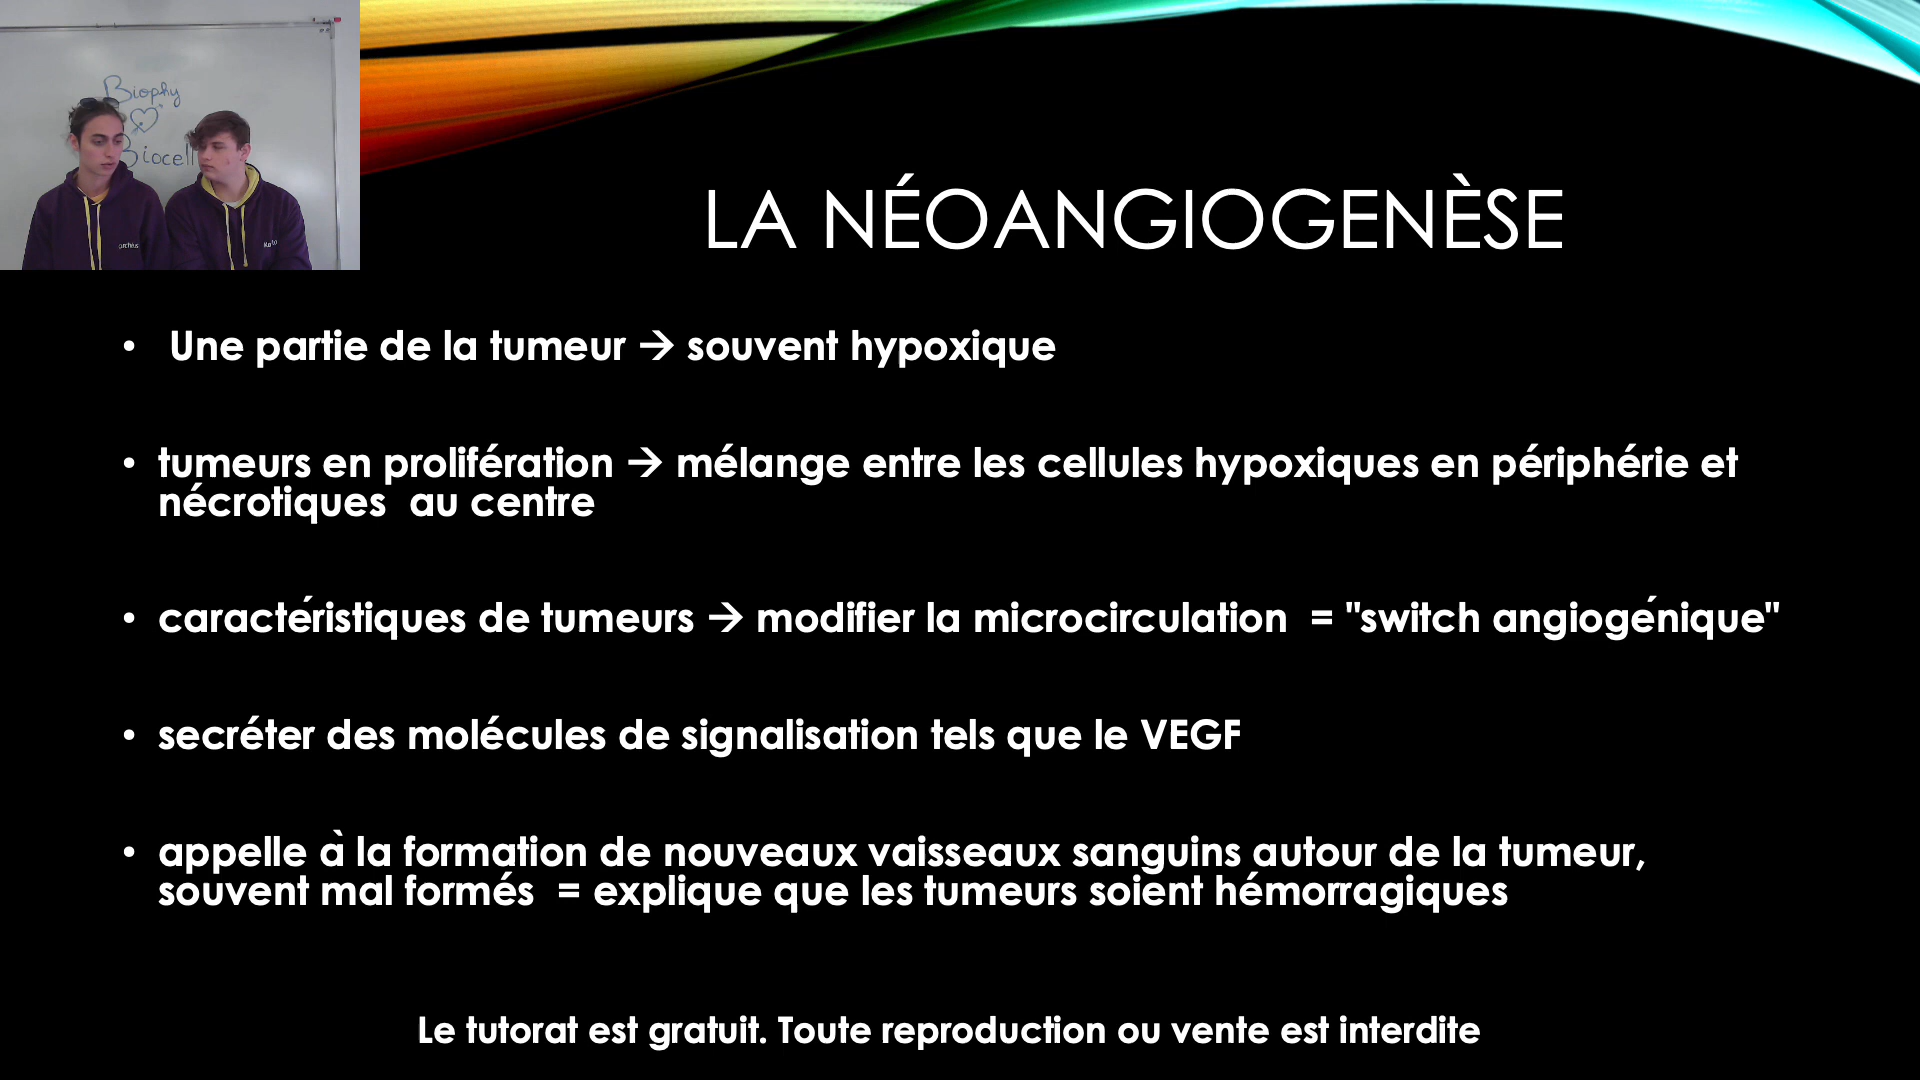 Biophy
Biocell
LA NÉOANGIOGENÈSE
• Une partie de la tumeur → souvent hypoxique
• tumeurs en prolifération → mélange entre les cellules hypoxiques en périphérie et
nécrotiques au centre
• caractéristiques de tumeurs → modifier la microcirculation = "switch angiogénique"
• secréter des molécules de signalisation tels que le VEGF
• appelle à la formation de nouveaux vaisseaux sanguins autour de la tumeur,
souvent mal formés = explique que les tumeurs soient hémorragiques
Le tutorat est gratuit. Toute reproduction ou vente est interdite